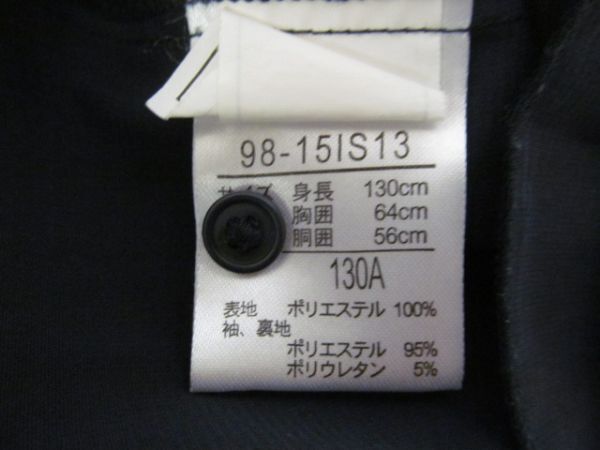 98-15IS13
サイズ 身長 130cm
胸囲 64cm
胴囲 56cm
130A
表地 ポリエステル 100%
袖、裏地
ポリエステル 95%
ポリウレタン 5%